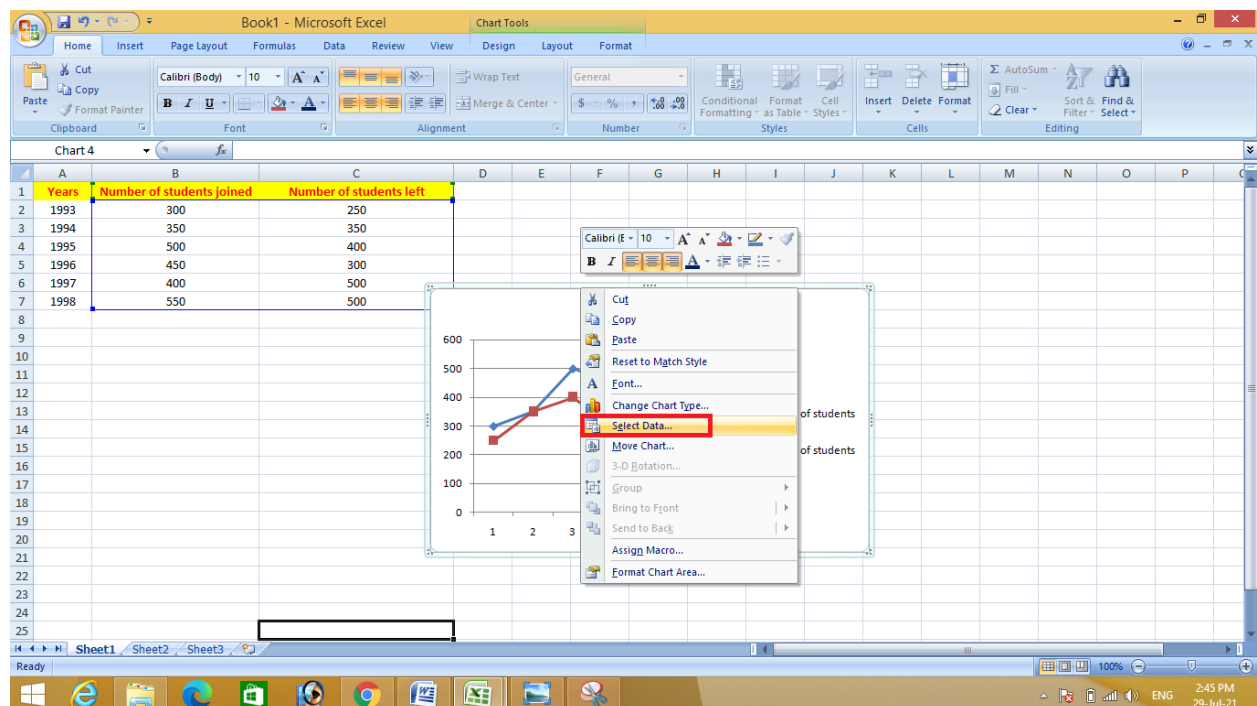 Book1 - Microsoft Excel
Chart Tools
Home Insert Page Layout Formulas Data Review View Design Layout Format
Paste
Cut
Copy
Format Painter
Clipboard
Calibri (Body) 10 A A
B I U A
Font
Wrap Text
Merge & Center
Alignment
General
$ % , .0 .00 .00 .0
Number
Conditional Formatting
Format as Table
Cell Styles
Styles
Insert Delete Format
Cells
Σ AutoSum
Fill
Clear
Sort & Filter
Find & Select
Editing
Chart 4 fx
A B C D E F G H I J K L M N O P
1 Years Number of students joined Number of students left
2 1993 300 250
3 1994 350 350
4 1995 500 400
5 1996 450 300
6 1997 400 500
7 1998 550 500
8
9
10
11
12
13
14
15
16
17
18
19
20
21
22
23
24
25
Calibri (E 10 A A
B I A
600
500
400
300
200
100
0
1 2 3
of students
of students
Cut
Copy
Paste
Reset to Match Style
A Font...
Change Chart Type...
Select Data...
Move Chart...
3-D Rotation...
Group
Bring to Front
Send to Back
Assign Macro...
Format Chart Area...
Sheet1 Sheet2 Sheet3
Ready
100%
ENG
2:45 PM
29-Jul-21